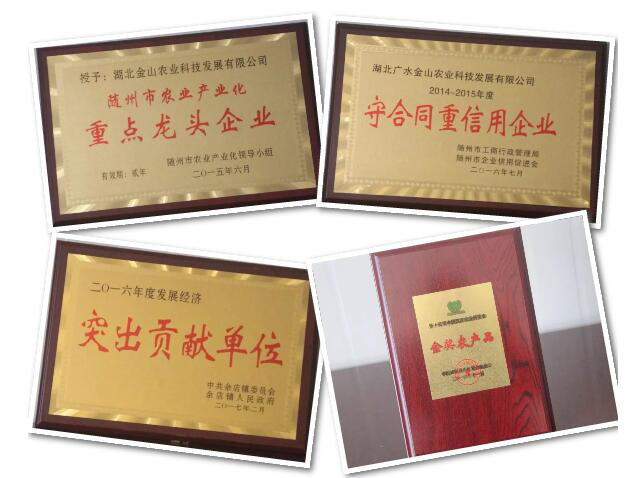 授予：湖北金山农业科技发展有限公司
随州市农业产业化
重点龙头企业
随州市农业产业化领导小组
有效期：贰年
二〇一五年六月
湖北广水金山农业科技发展有限公司
2014-2015年度
守合同重信用企业
随州市工商行政管理局
随州市企业信用促进会
二〇一六年七月
二〇一六年度发展经济
突出贡献单位
中共余店镇委员会
余店镇人民政府
二〇一七年二月
金奖农产品